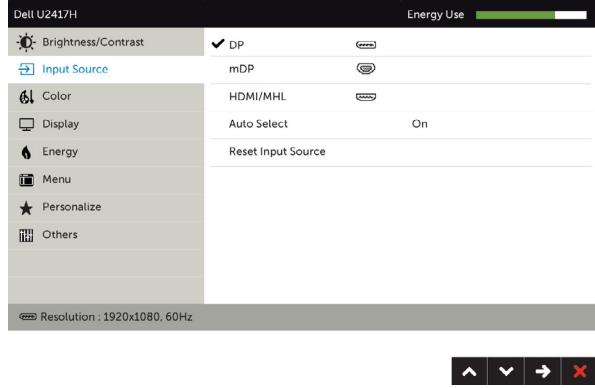 Dell U2417H
Energy Use
Brightness/Contrast
Input Source
Color
Display
Energy
Menu
Personalize
Others
DP
mDP
HDMI/MHL
Auto Select On
Reset Input Source
Resolution : 1920x1080, 60Hz